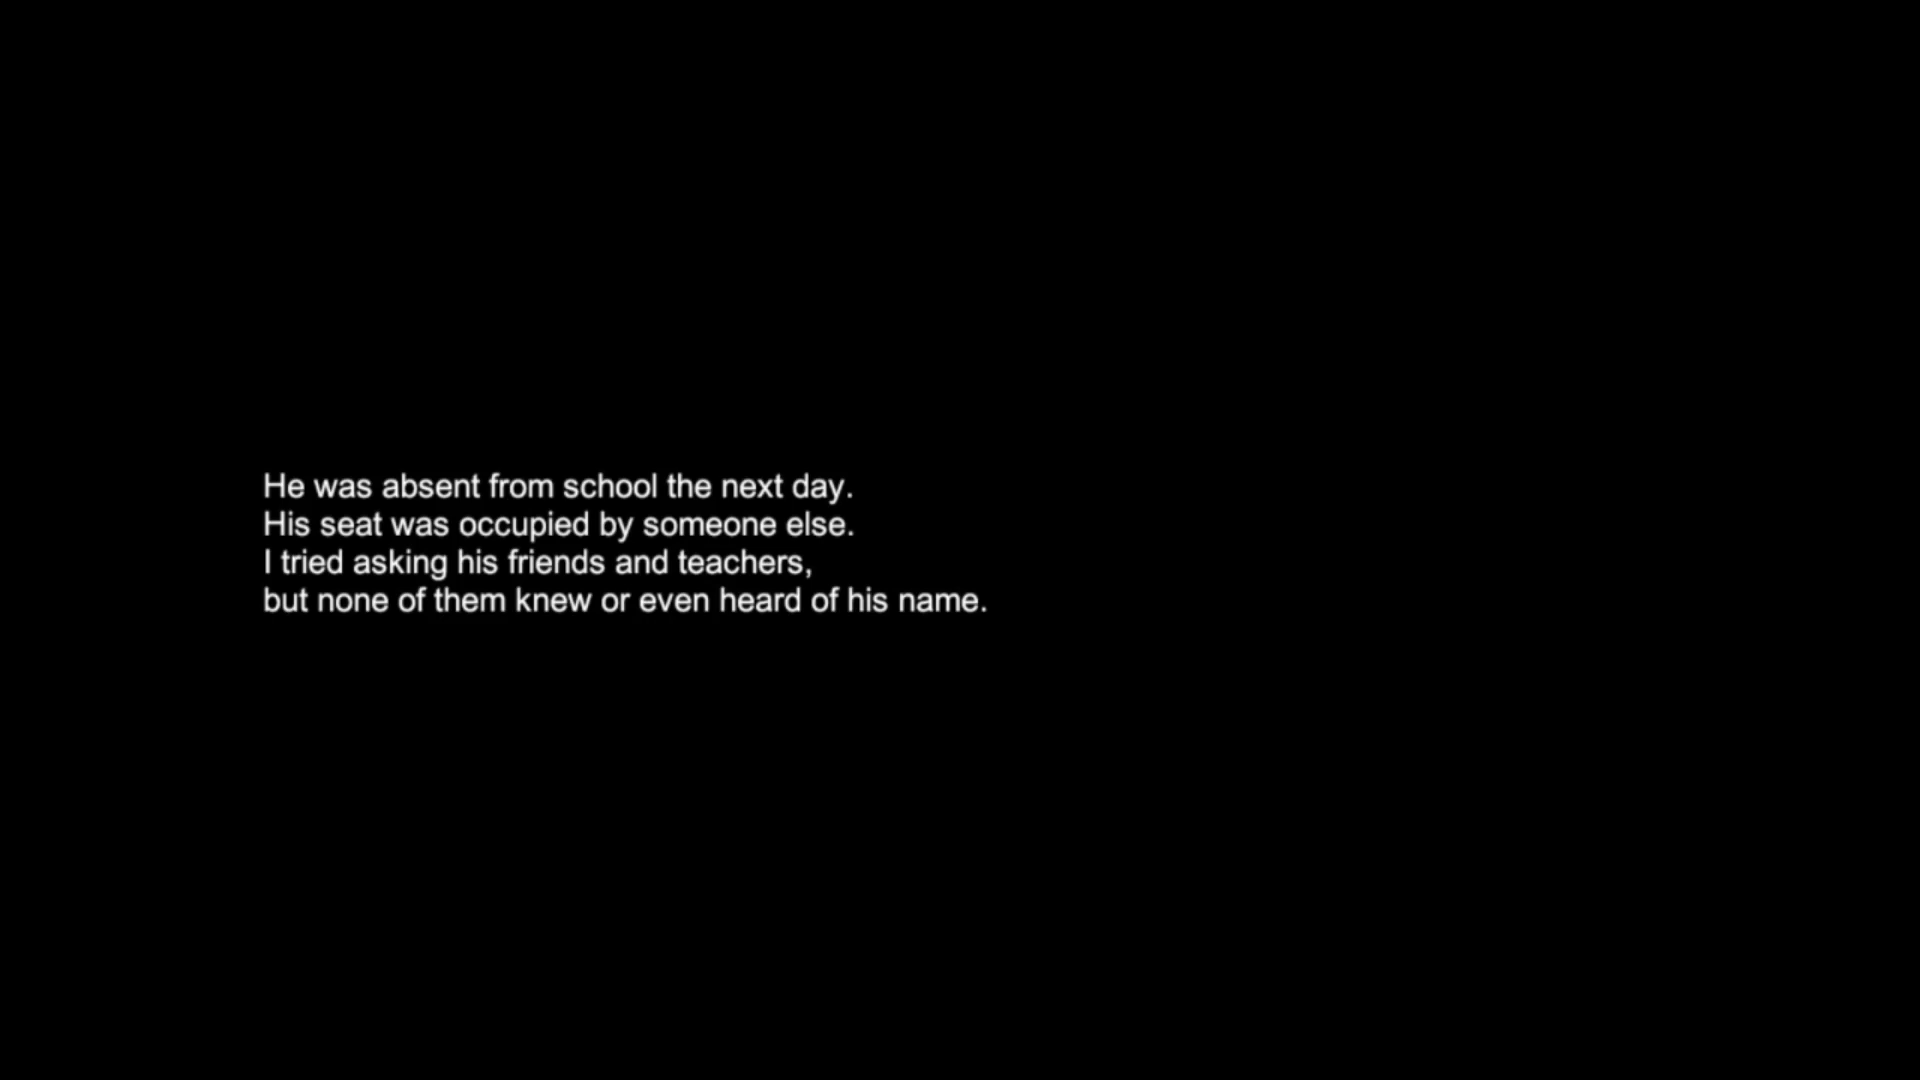 He was absent from school the next day.
His seat was occupied by someone else.
I tried asking his friends and teachers,
but none of them knew or even heard of his name.